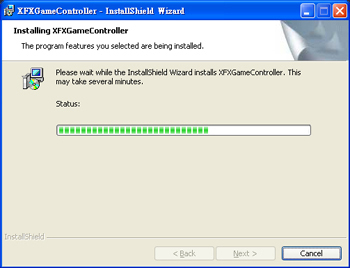 XFXGameController - InstallShield Wizard
Installing XFXGameController
The program features you selected are being installed.
Please wait while the InstallShield Wizard installs XFXGameController. This
may take several minutes.
Status:
InstallShield
< Back
Next >
Cancel